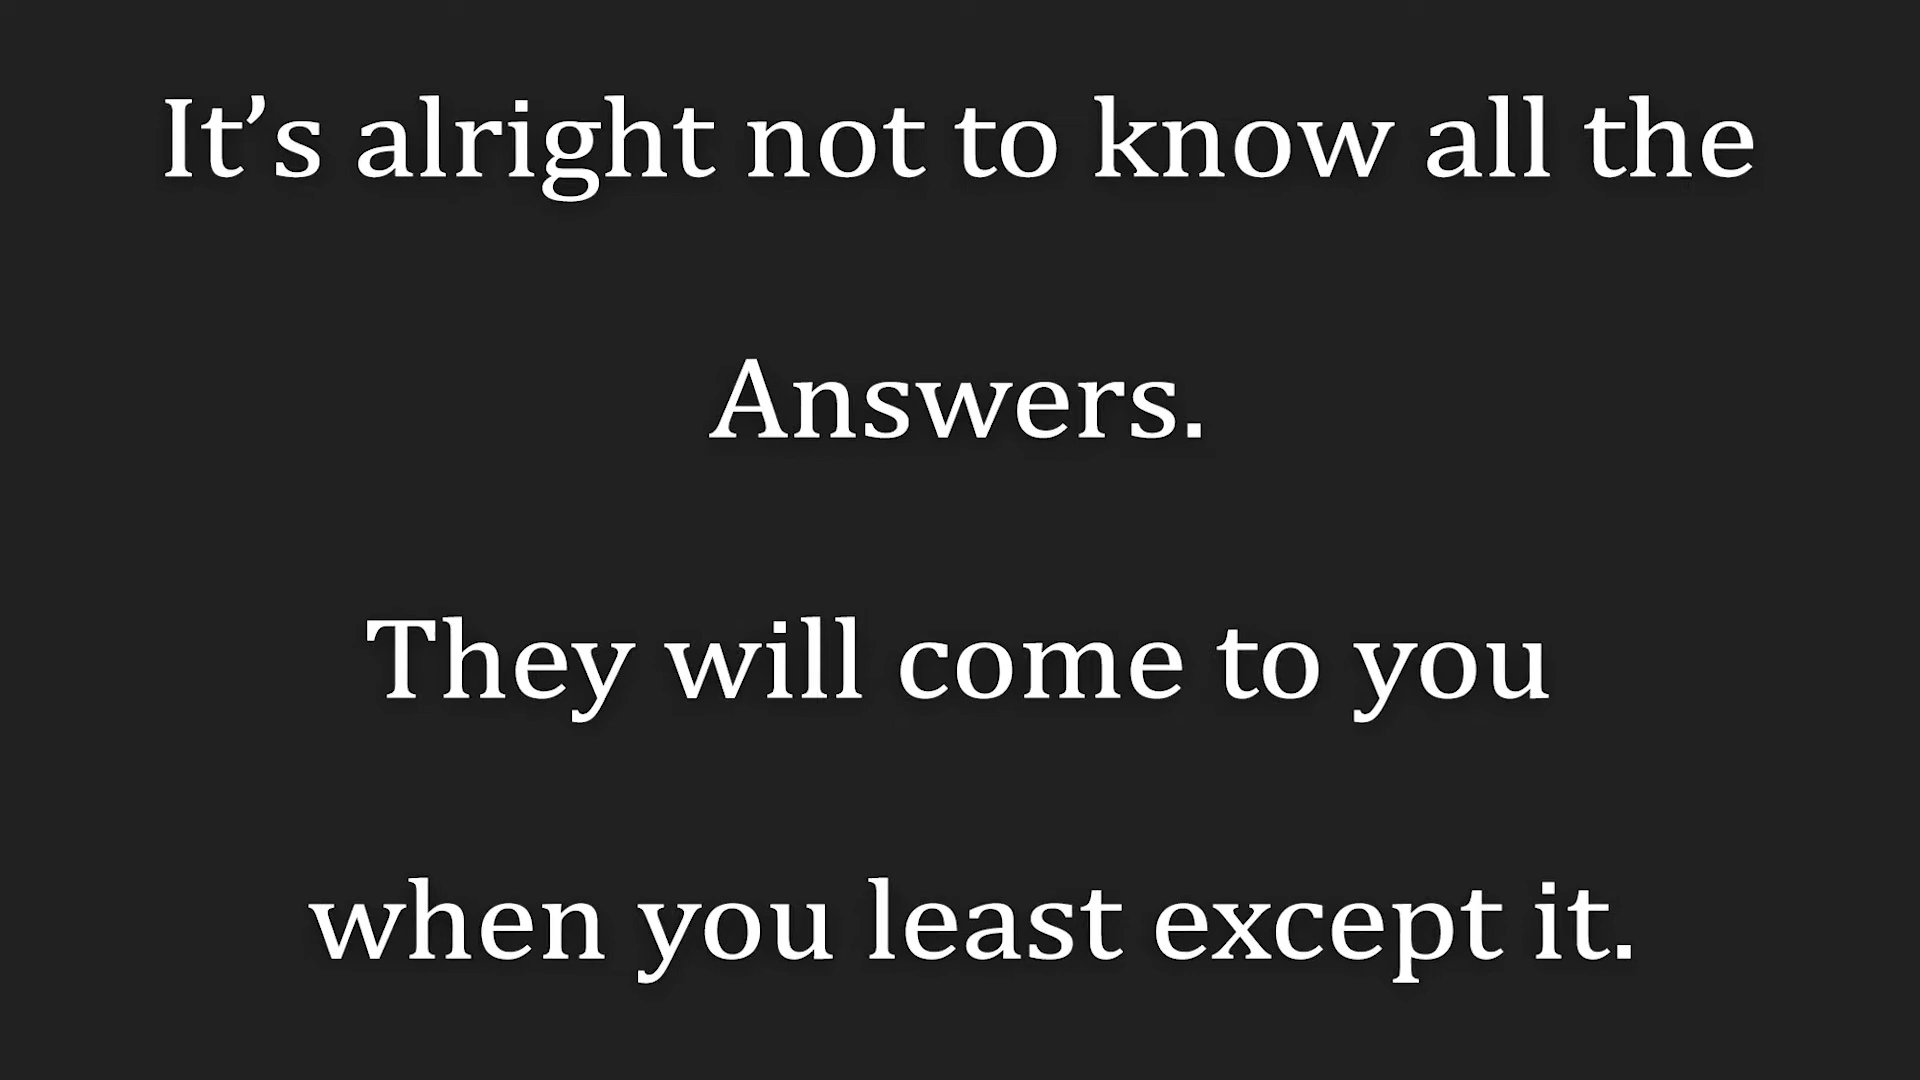 It’s alright not to know all the
Answers.
They will come to you
when you least except it.